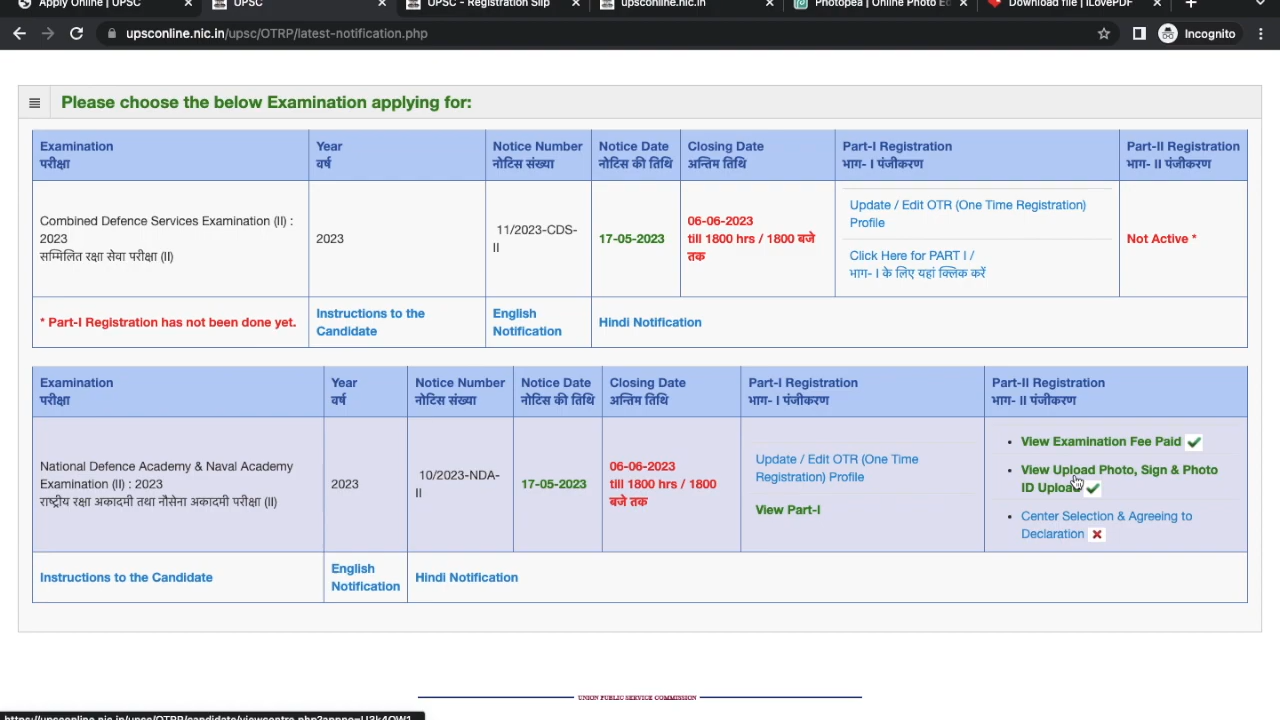 Apply Online | UPSC
UPSC
UPSC - Registration Slip
upsconline.nic.in
Photopea | Online Photo Ed
Download file | iLovePDF
upsconline.nic.in/upsc/OTRP/latest-notification.php
Incognito
Please choose the below Examination applying for:
Examination
परीक्षा
Year
वर्ष
Notice Number
नोटिस संख्या
Notice Date
नोटिस की तिथि
Closing Date
अन्तिम तिथि
Part-I Registration
भाग- I पंजीकरण
Part-II Registration
भाग- II पंजीकरण
Combined Defence Services Examination (II) :
2023
सम्मिलित रक्षा सेवा परीक्षा (II)
2023
11/2023-CDS-
II
17-05-2023
06-06-2023
till 1800 hrs / 1800 बजे
तक
Update / Edit OTR (One Time Registration)
Profile
Click Here for PART I /
भाग- I के लिए यहां क्लिक करें
Not Active *
* Part-I Registration has not been done yet.
Instructions to the
Candidate
English
Notification
Hindi Notification
Examination
परीक्षा
Year
वर्ष
Notice Number
नोटिस संख्या
Notice Date
नोटिस की तिथि
Closing Date
अन्तिम तिथि
Part-I Registration
भाग- I पंजीकरण
Part-II Registration
भाग- II पंजीकरण
National Defence Academy & Naval Academy
Examination (II) : 2023
राष्ट्रीय रक्षा अकादमी तथा नौसेना अकादमी परीक्षा (II)
2023
10/2023-NDA-
II
17-05-2023
06-06-2023
till 1800 hrs / 1800
बजे तक
Update / Edit OTR (One Time
Registration) Profile
View Part-I
View Examination Fee Paid
View Upload Photo, Sign & Photo
ID Upload
Center Selection & Agreeing to
Declaration
Instructions to the Candidate
English
Notification
Hindi Notification
UNION PUBLIC SERVICE COMMISSION